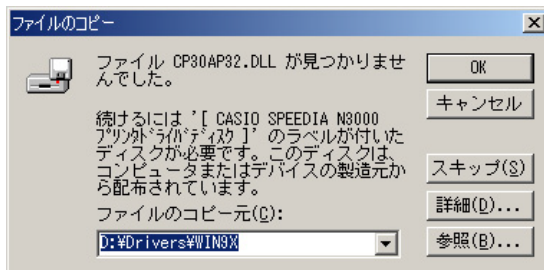 ファイルのコピー
ファイル CP30AP32.DLL が見つかりませ
んでした。
続けるには '[ CASIO SPEEDIA N3000
ﾌﾟﾘﾝﾀﾄﾞﾗｲﾊﾞﾃﾞｨｽｸ ]' のラベルが付いた
ディスクが必要です。このディスクは、
コンピュータまたはデバイスの製造元か
ら配布されています。
ファイルのコピー元(C):
D:¥Drivers¥WIN9X
OK
キャンセル
スキップ(S)
詳細(D)...
参照(B)...